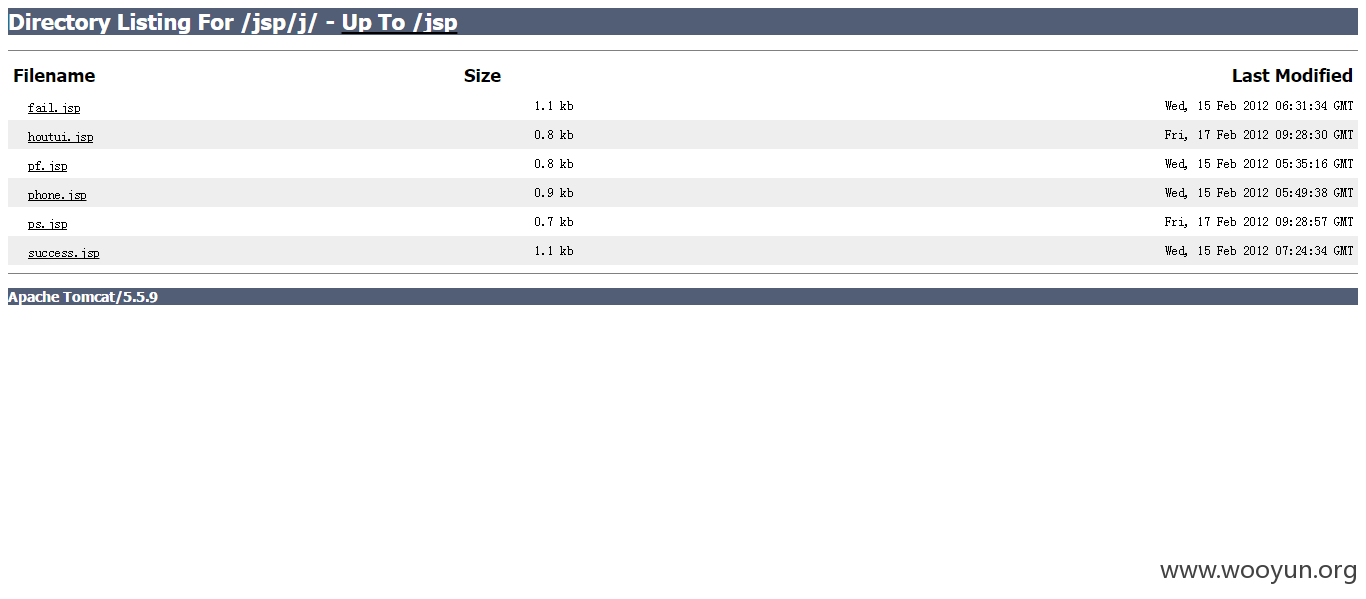 Directory Listing For /jsp/j/ - Up To /jsp
Filename Size Last Modified
fail.jsp 1.1 kb Wed, 15 Feb 2012 06:31:34 GMT
houtui.jsp 0.8 kb Fri, 17 Feb 2012 09:28:30 GMT
pf.jsp 0.8 kb Wed, 15 Feb 2012 05:35:16 GMT
phone.jsp 0.9 kb Wed, 15 Feb 2012 05:49:38 GMT
ps.jsp 0.7 kb Fri, 17 Feb 2012 09:28:57 GMT
success.jsp 1.1 kb Wed, 15 Feb 2012 07:24:34 GMT
Apache Tomcat/5.5.9
www.wooyun.org